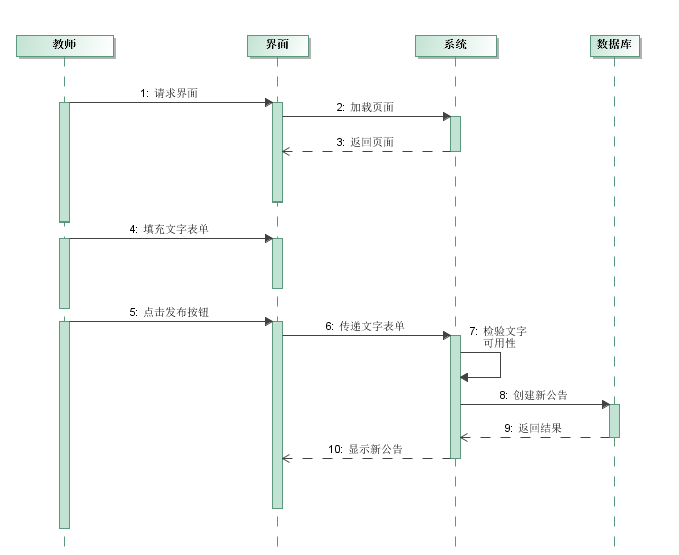 教师
界面
系统
数据库
1: 请求界面
2: 加载页面
3: 返回页面
4: 填充文字表单
5: 点击发布按钮
6: 传递文字表单
7: 检验文字
可用性
8: 创建新公告
9: 返回结果
10: 显示新公告